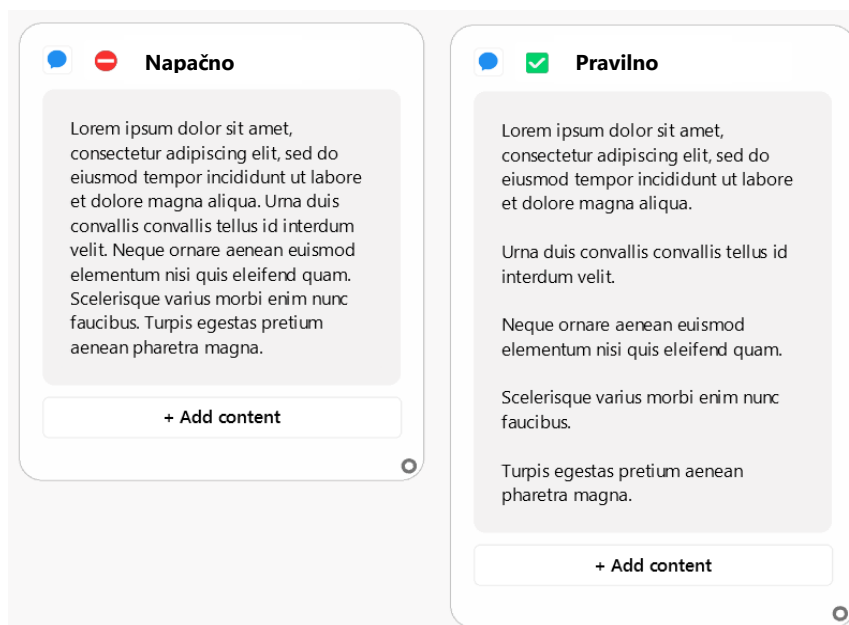 Napačno
Lorem ipsum dolor sit amet,
consectetur adipiscing elit, sed do
eiusmod tempor incididunt ut labore
et dolore magna aliqua. Urna duis
convallis convallis tellus id interdum
velit. Neque ornare aenean euismod
elementum nisi quis eleifend quam.
Scelerisque varius morbi enim nunc
faucibus. Turpis egestas pretium
aenean pharetra magna.
+ Add content
Pravilno
Lorem ipsum dolor sit amet,
consectetur adipiscing elit, sed do
eiusmod tempor incididunt ut labore
et dolore magna aliqua.
Urna duis convallis convallis tellus id
interdum velit.
Neque ornare aenean euismod
elementum nisi quis eleifend quam.
Scelerisque varius morbi enim nunc
faucibus.
Turpis egestas pretium aenean
pharetra magna.
+ Add content